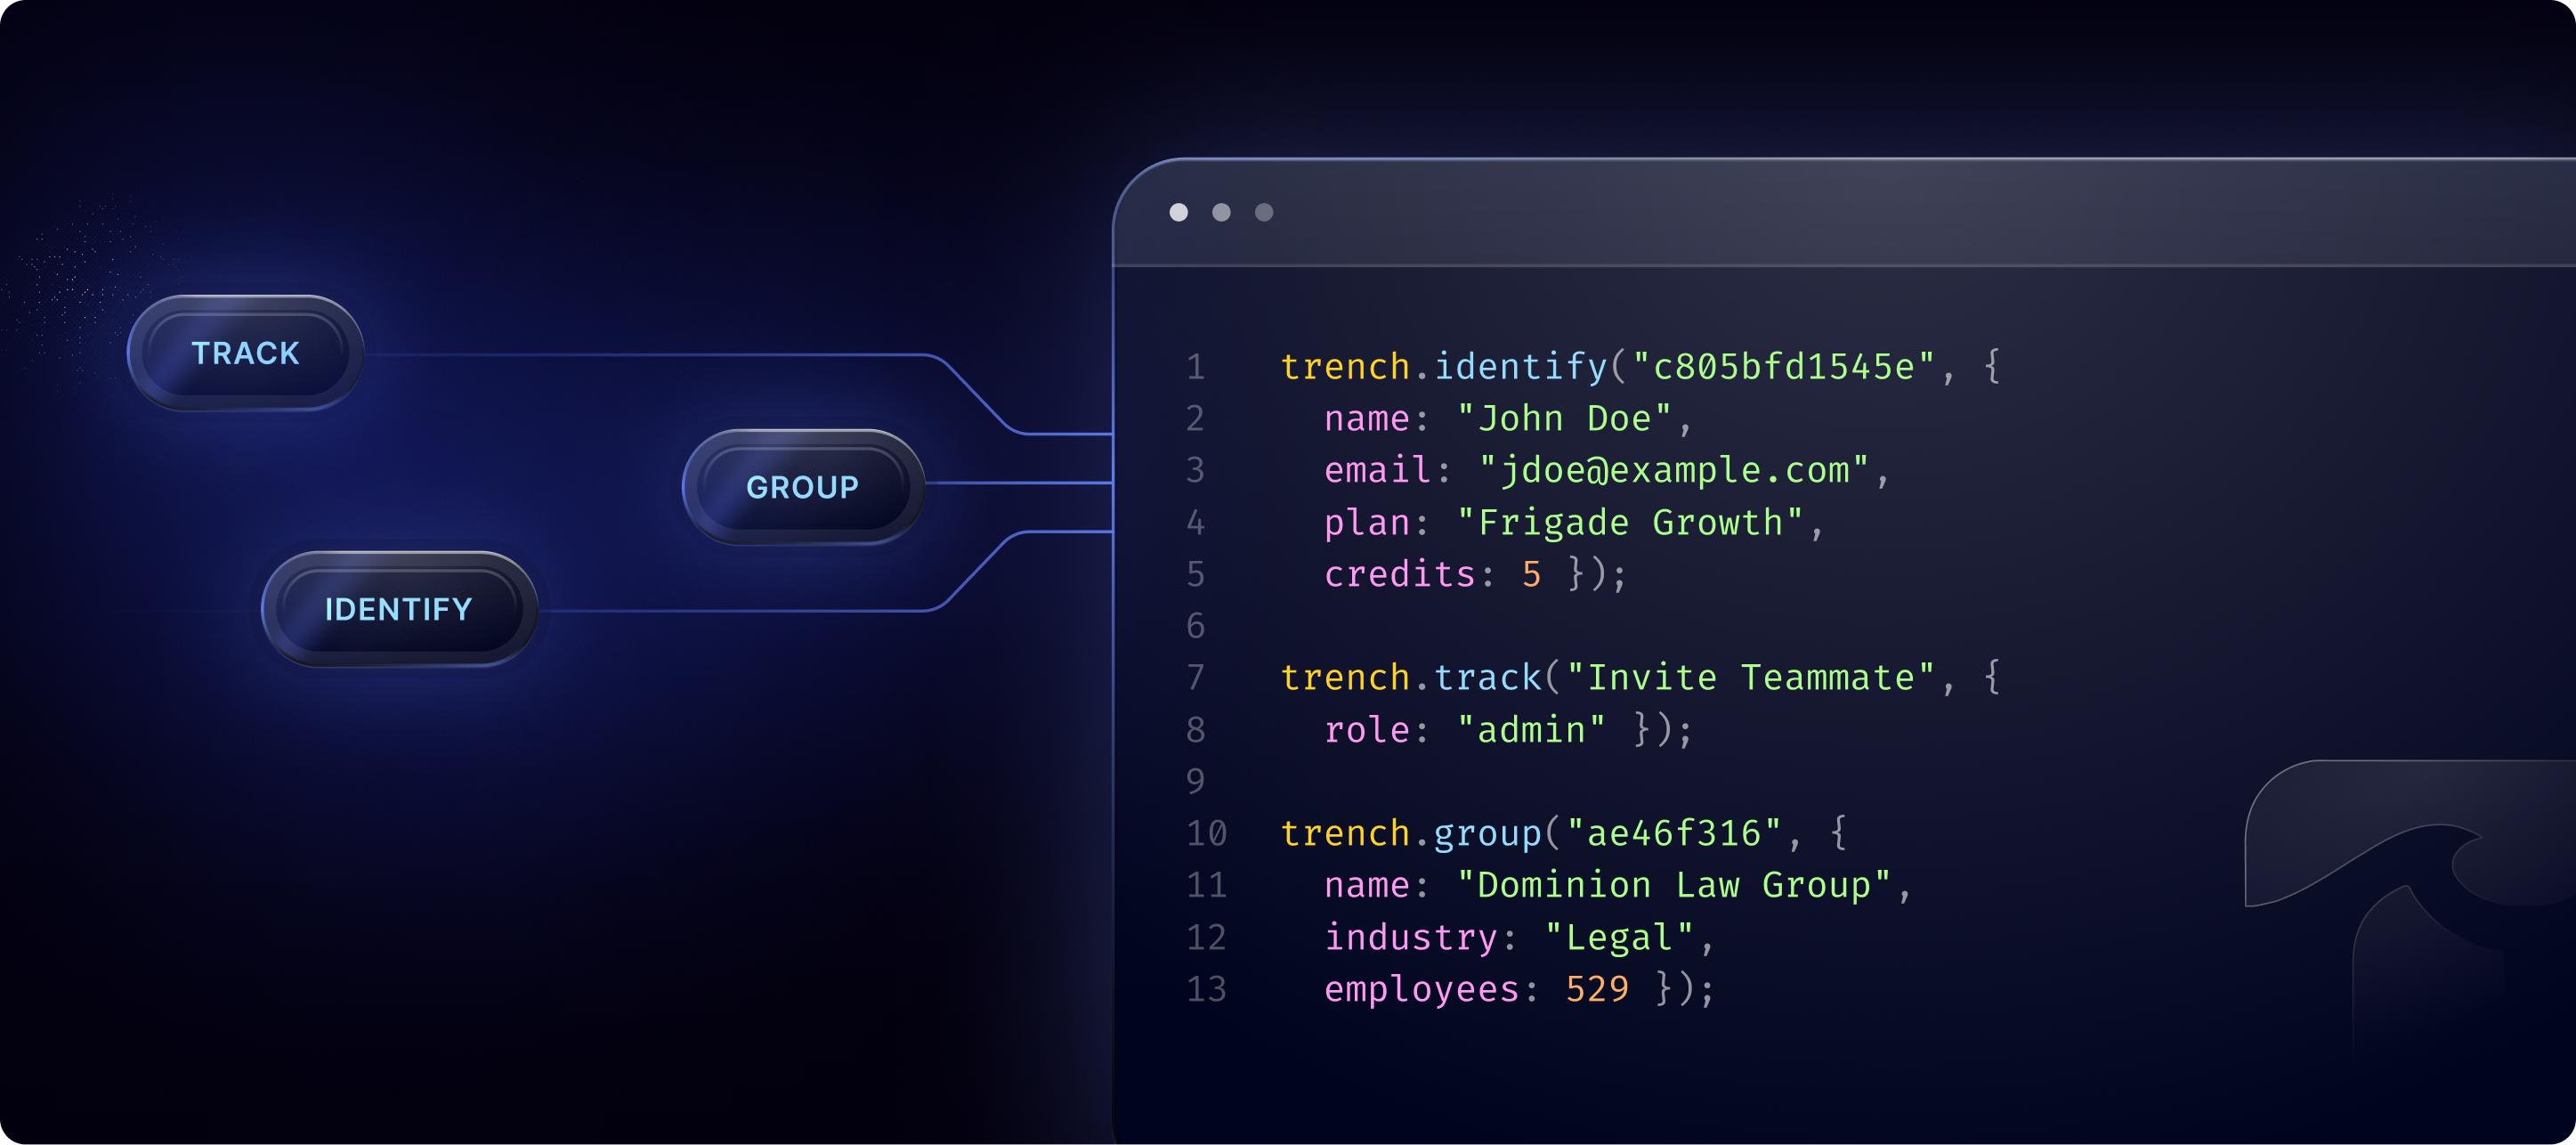 TRACK
GROUP
IDENTIFY
1 trench.identify("c805bfd1545e", {
2 name: "John Doe",
3 email: "jdoe@example.com",
4 plan: "Frigade Growth",
5 credits: 5 });
6
7 trench.track("Invite Teammate", {
8 role: "admin" });
9
10 trench.group("ae46f316", {
11 name: "Dominion Law Group",
12 industry: "Legal",
13 employees: 529 });